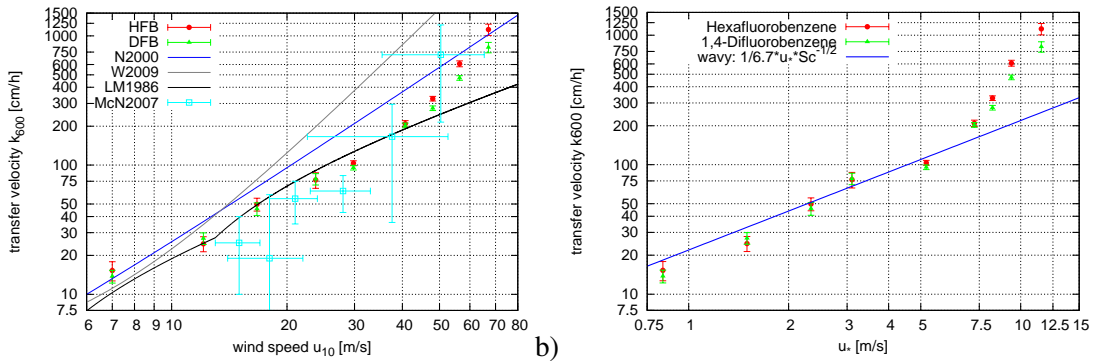 1500
1000
750
600
500
400
300
200
100
75
50
40
30
20
10
7.5
transfer velocity k600 [cm/h]
HFB
DFB
N2000
W2009
LM1986
McN2007
6 7 8 9 10 20 30 40 50 60 70 80
wind speed u10 [m/s]
b)
1500
1000
750
600
500
400
300
200
100
75
50
40
30
20
10
7.5
transfer velocity k600 [cm/h]
Hexafluorobenzene
1,4-Difluorobenzene
wavy: 1/6.7*u*​*Sc-1/2
0.75 1 2 3 4 5 7.5 10 12.5 15
u* [m/s]